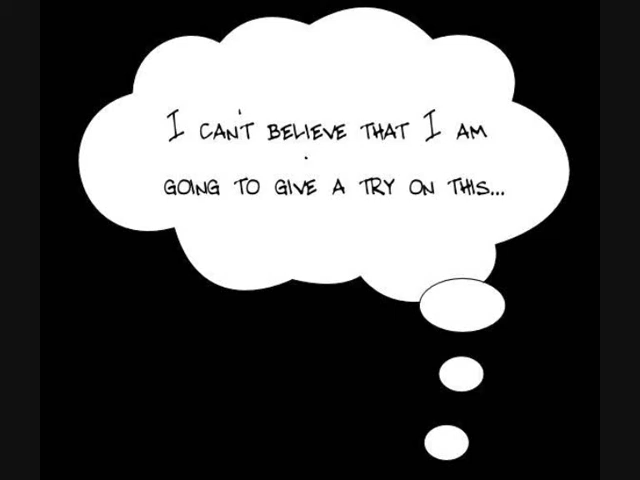 I CAN'T BELIEVE THAT I AM
GOING TO GIVE A TRY ON THIS...